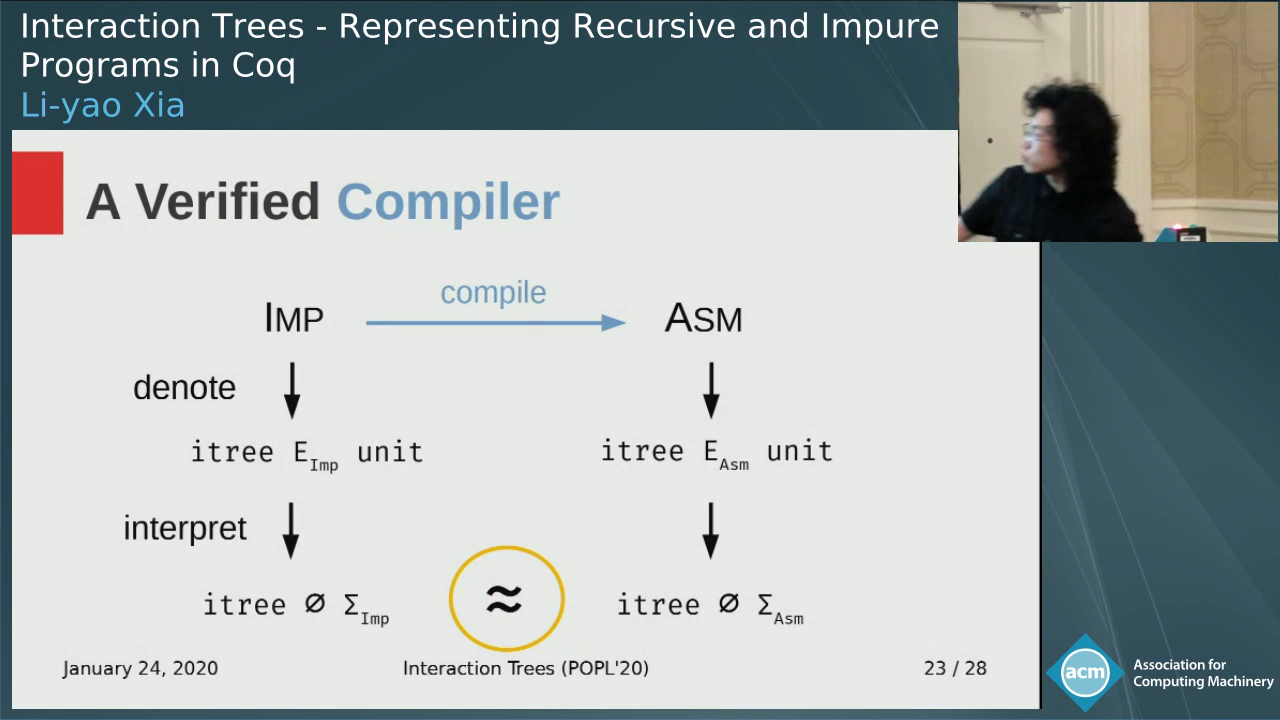 Interaction Trees - Representing Recursive and Impure
Programs in Coq
Li-yao Xia
A Verified Compiler
compile
IMP ASM
denote
itree E_Imp unit itree E_Asm unit
interpret
itree ∅ Σ_Imp ≈ itree ∅ Σ_Asm
January 24, 2020 Interaction Trees (POPL'20) 23 / 28
acm Association for
Computing Machinery